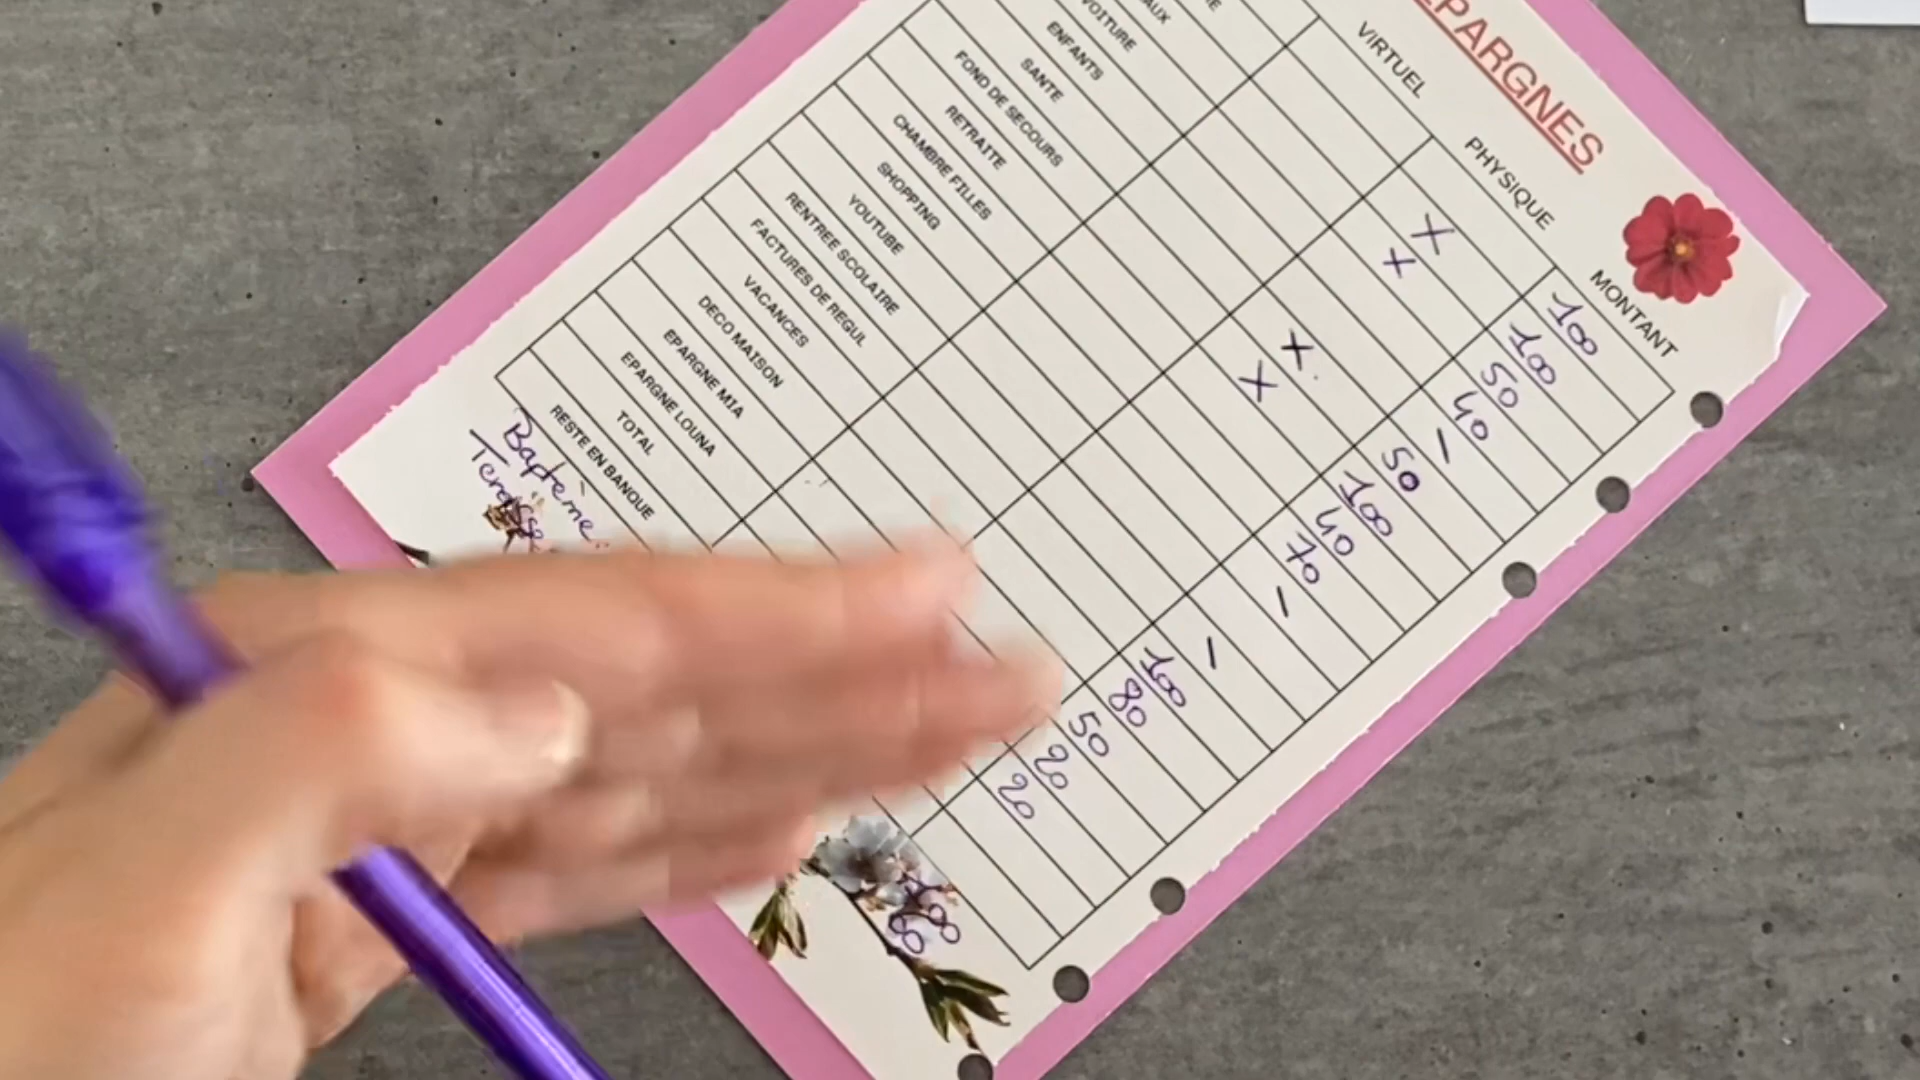 EPARGNES
VIRTUEL PHYSIQUE MONTANT
100
X 100
VOITURE X 50
ENFANTS 40
SANTE /
FOND DE SECOURS X 50
RETRAITE X 100
CHAMBRE FILLES 40
SHOPPING 70
YOUTUBE /
RENTREE SCOLAIRE /
FACTURES DE REGUL 100
VACANCES 80
DECO MAISON 50
EPARGNE MIA 20
EPARGNE LOUNA 20
TOTAL
RESTE EN BANQUE
Baptème
80